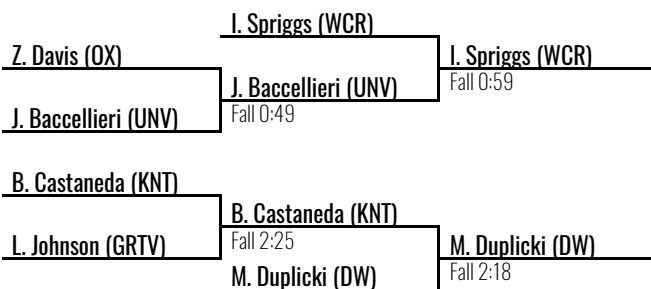 I. Spriggs (WCR)
Z. Davis (OX)
I. Spriggs (WCR)
J. Baccellieri (UNV)
Fall 0:59
J. Baccellieri (UNV)
Fall 0:49
B. Castaneda (KNT)
B. Castaneda (KNT)
L. Johnson (GRTV)
Fall 2:25
M. Duplicki (DW)
M. Duplicki (DW)
Fall 2:18